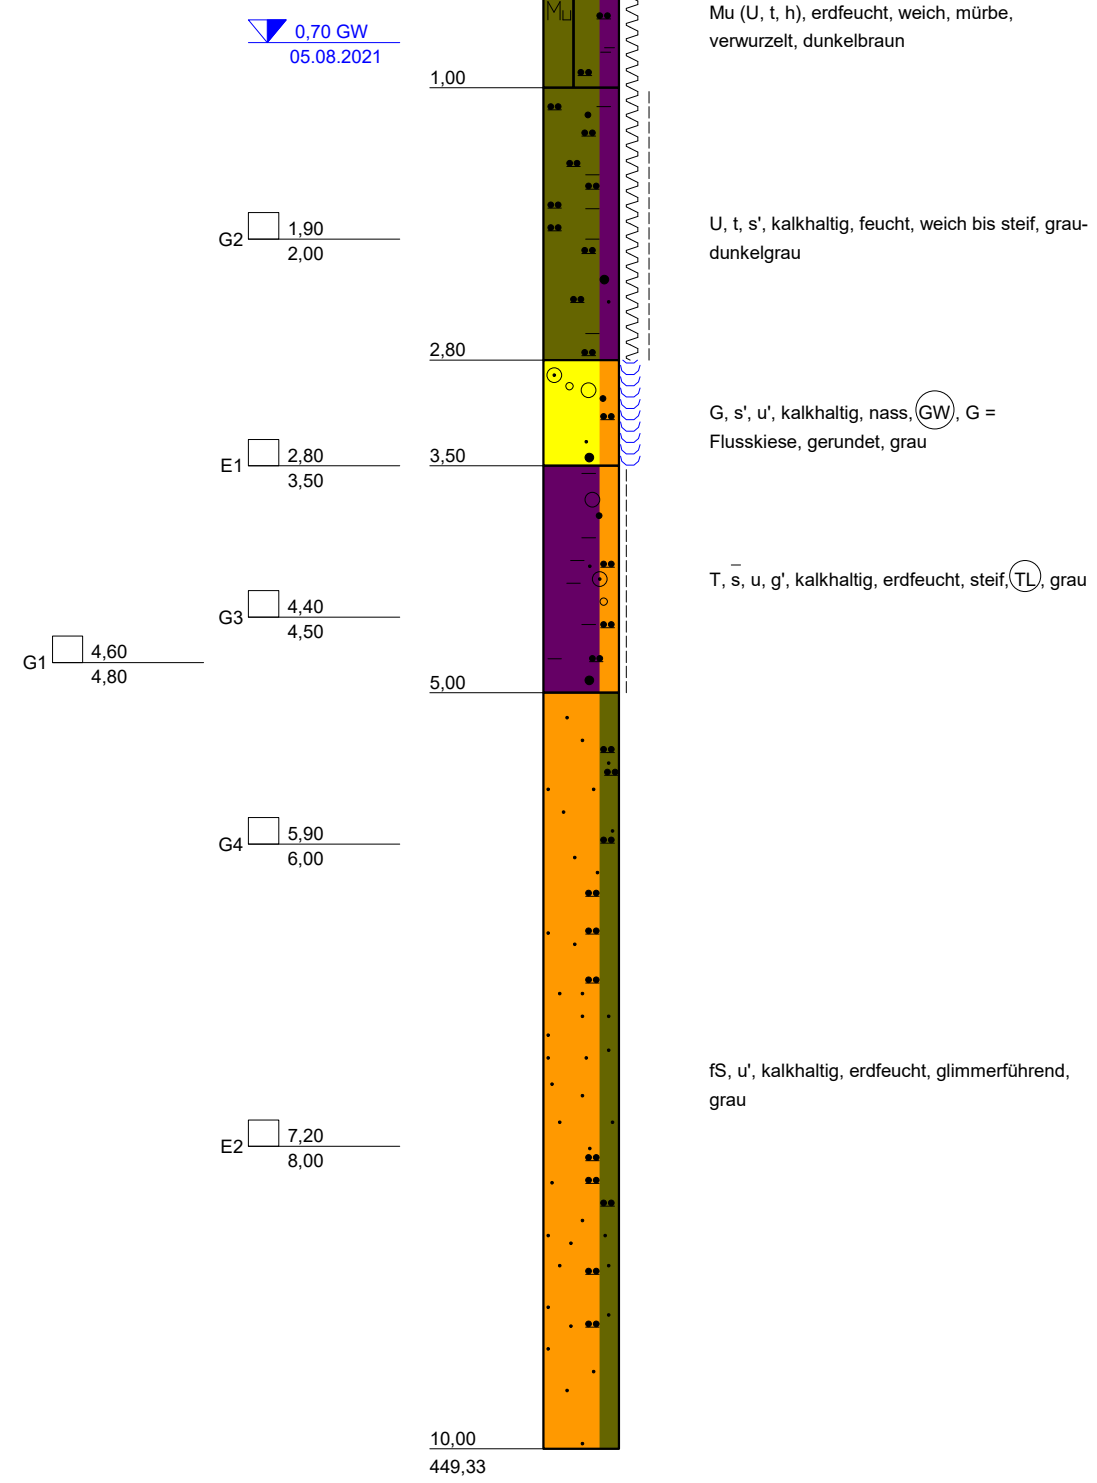 Mu
Mu (U, t, h), erdfeucht, weich, mürbe,
verwurzelt, dunkelbraun
0,70 GW
05.08.2021
1,00
G2
1,90
2,00
U, t, s', kalkhaltig, feucht, weich bis steif, grau-
dunkelgrau
2,80
G, s', u', kalkhaltig, nass, GW, G =
Flusskiese, gerundet, grau
E1
2,80
3,50
3,50
T, s̅, u, g', kalkhaltig, erdfeucht, steif, TL, grau
G3
4,40
4,50
G1
4,60
4,80
5,00
G4
5,90
6,00
fS, u', kalkhaltig, erdfeucht, glimmerführend,
grau
E2
7,20
8,00
10,00
449,33